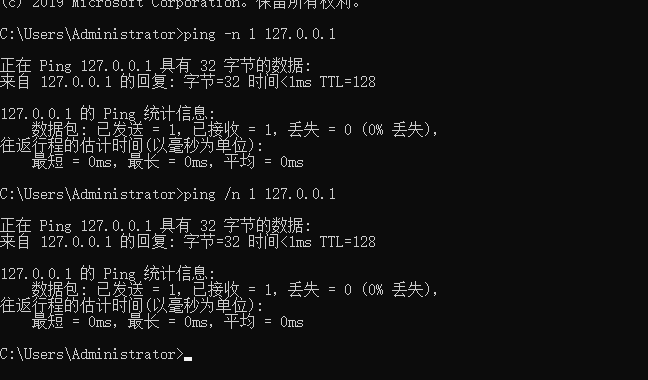 (c) 2019 Microsoft Corporation。保留所有权利。
C:\Users\Administrator>ping -n 1 127.0.0.1
正在 Ping 127.0.0.1 具有 32 字节的数据:
来自 127.0.0.1 的回复: 字节=32 时间<1ms TTL=128
127.0.0.1 的 Ping 统计信息:
    数据包: 已发送 = 1，已接收 = 1，丢失 = 0 (0% 丢失)，
往返行程的估计时间(以毫秒为单位):
    最短 = 0ms，最长 = 0ms，平均 = 0ms
C:\Users\Administrator>ping /n 1 127.0.0.1
正在 Ping 127.0.0.1 具有 32 字节的数据:
来自 127.0.0.1 的回复: 字节=32 时间<1ms TTL=128
127.0.0.1 的 Ping 统计信息:
    数据包: 已发送 = 1，已接收 = 1，丢失 = 0 (0% 丢失)，
往返行程的估计时间(以毫秒为单位):
    最短 = 0ms，最长 = 0ms，平均 = 0ms
C:\Users\Administrator>